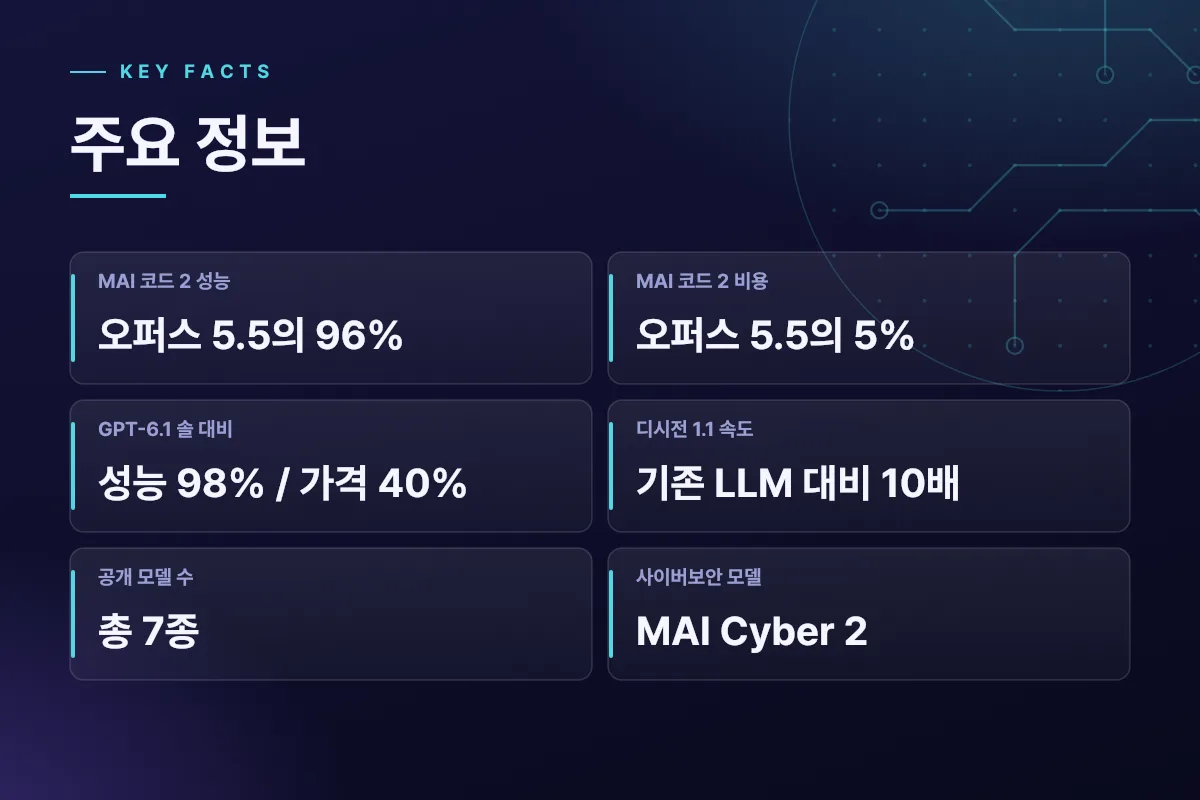 KEY FACTS
주요 정보
MAI 코드 2 성능
오퍼스 5.5의 96%
MAI 코드 2 비용
오퍼스 5.5의 5%
GPT-6.1 솔 대비
성능 98% / 가격 40%
디시전 1.1 속도
기존 LLM 대비 10배
공개 모델 수
총 7종
사이버보안 모델
MAI Cyber 2